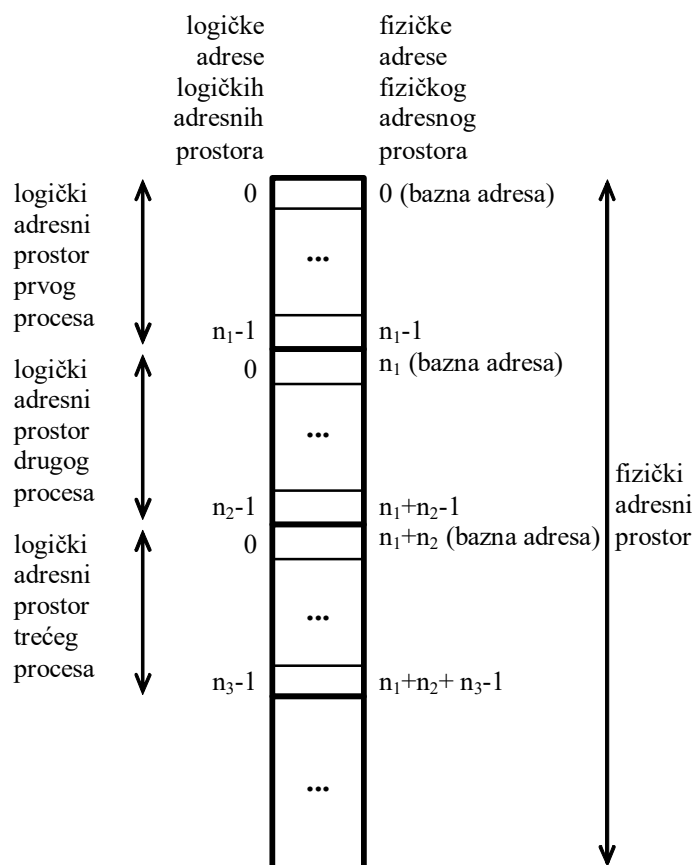 logičke
adrese
logičkih
adresnih
prostora
fizičke
adrese
fizičkog
adresnog
prostora
logički
adresni
prostor
prvog
procesa
0
0 (bazna adresa)
...
n₁-1
n₁-1
logički
adresni
prostor
drugog
procesa
0
n₁ (bazna adresa)
...
n₂-1
n₁+n₂-1
logički
adresni
prostor
trećeg
procesa
0
n₁+n₂ (bazna adresa)
...
n₃-1
n₁+n₂+ n₃-1
...
fizički
adresni
prostor